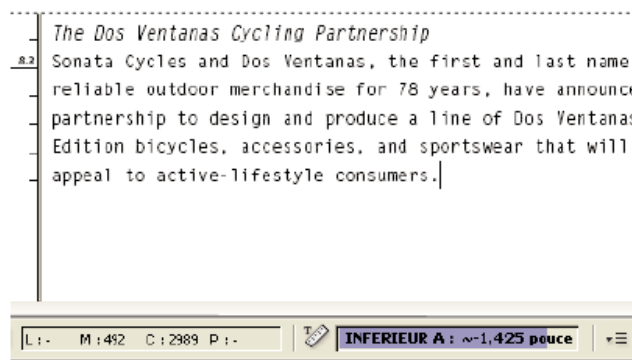 The Dos Ventanas Cycling Partnership
8.2 Sonata Cycles and Dos Ventanas, the first and last name
reliable outdoor merchandise for 78 years, have announce
partnership to design and produce a line of Dos Ventanas
Edition bicycles, accessories, and sportswear that will
appeal to active-lifestyle consumers.
L:- M:492 C:2989 P:- INFERIEUR A : ~-1,425 pouce